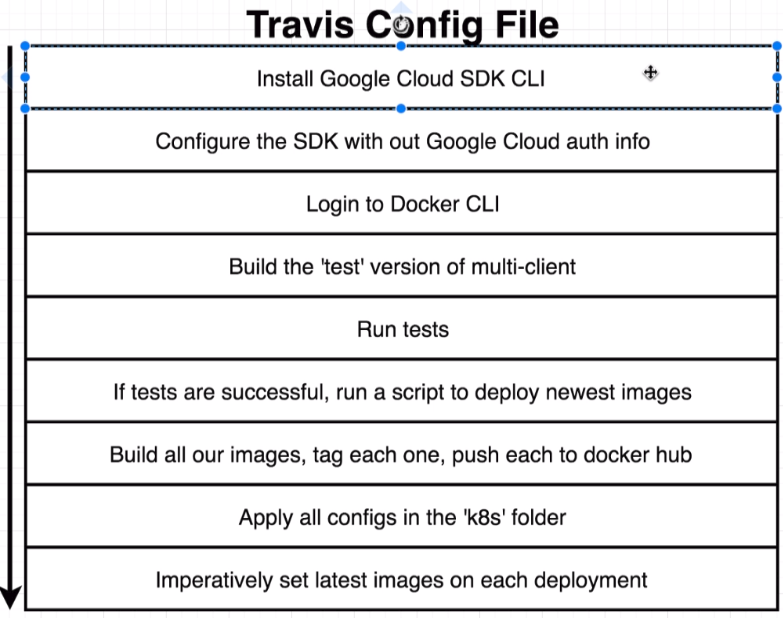 Travis Config File
Install Google Cloud SDK CLI
Configure the SDK with out Google Cloud auth info
Login to Docker CLI
Build the 'test' version of multi-client
Run tests
If tests are successful, run a script to deploy newest images
Build all our images, tag each one, push each to docker hub
Apply all configs in the 'k8s' folder
Imperatively set latest images on each deployment